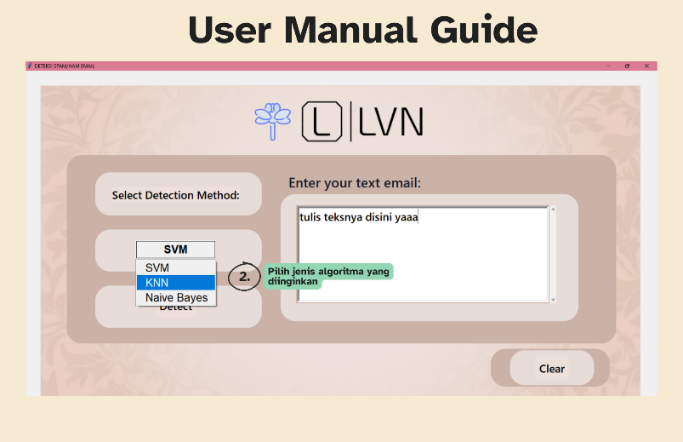 User Manual Guide
DETEKSI SPAM/HAM EMAIL
L|LVN
Select Detection Method:
Enter your text email:
tulis teksnya disini yaaa
SVM
SVM
KNN
Naive Bayes
2.
Pilih jenis algoritma yang
diinginkan
Detect
Clear